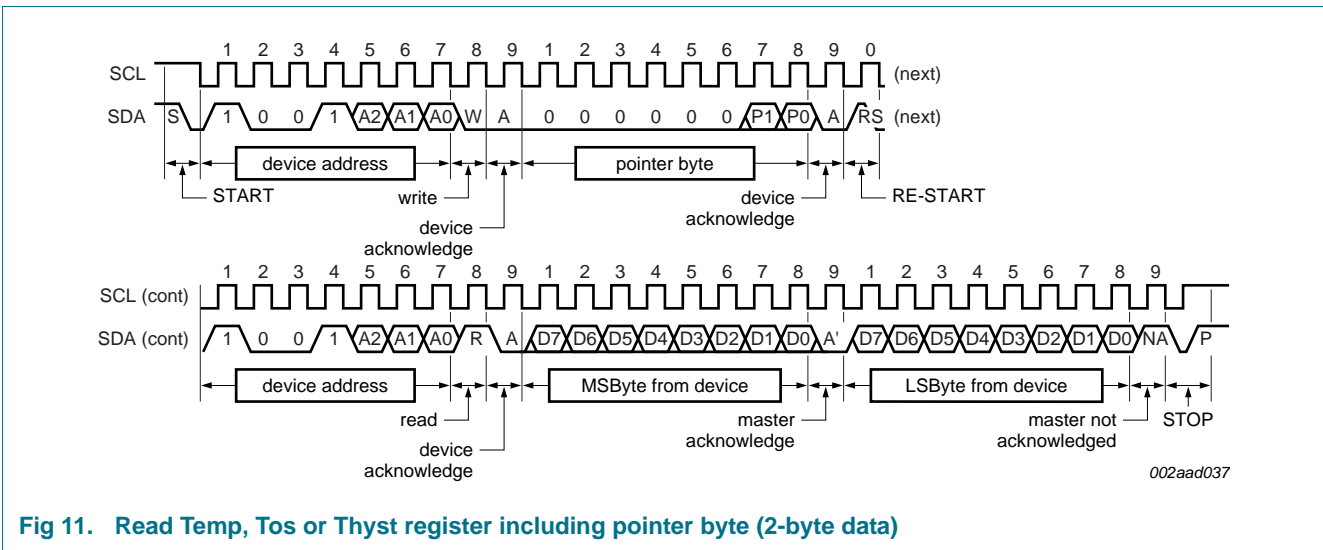 1 2 3 4 5 6 7 8 9 1 2 3 4 5 6 7 8 9 0
SCL (next)
SDA S 1 0 0 1 A2 A1 A0 W A 0 0 0 0 0 0 P1 P0 A RS (next)
device address pointer byte
START write device RE-START
acknowledge
device
acknowledge
1 2 3 4 5 6 7 8 9 1 2 3 4 5 6 7 8 9 1 2 3 4 5 6 7 8 9
SCL (cont)
SDA (cont) 1 0 0 1 A2 A1 A0 R A D7 D6 D5 D4 D3 D2 D1 D0 A' D7 D6 D5 D4 D3 D2 D1 D0 NA P
device address MSByte from device LSByte from device
read master master not STOP
acknowledge acknowledged
device
acknowledge
002aad037
Fig 11. Read Temp, Tos or Thyst register including pointer byte (2-byte data)